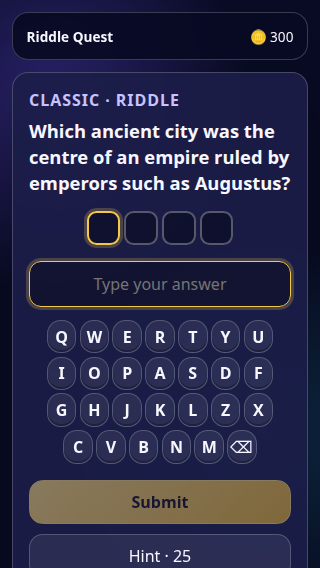 Riddle Quest
🪙 300
CLASSIC · RIDDLE
Which ancient city was the
centre of an empire ruled by
emperors such as Augustus?
Type your answer
Q W E R T Y U
I O P A S D F
G H J K L Z X
C V B N M ⌫
Submit
Hint · 25